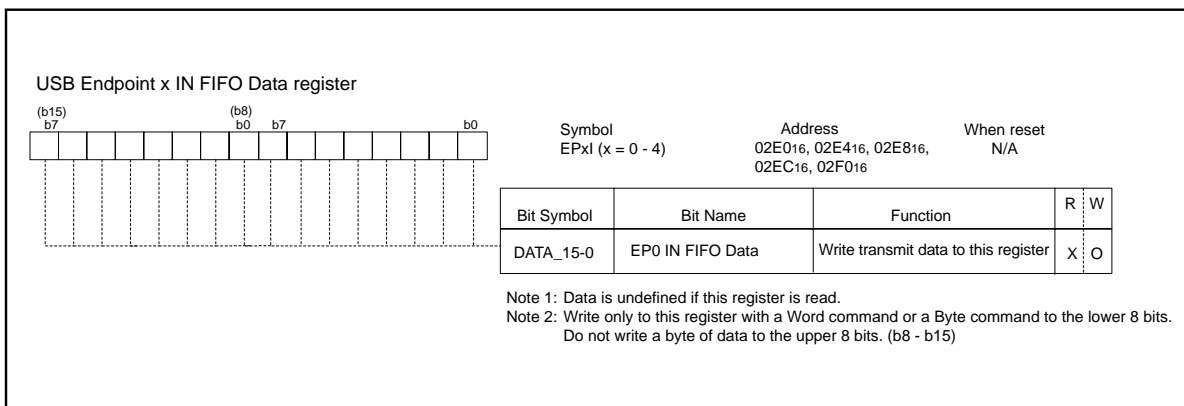 USB Endpoint x IN FIFO Data register
(b15) (b8)
b7 b0 b7 b0
Symbol Address When reset
EPxI (x = 0 - 4) 02E016, 02E416, 02E816, N/A
02EC16, 02F016
Bit Symbol Bit Name Function R W
DATA_15-0 EP0 IN FIFO Data Write transmit data to this register X O
Note 1: Data is undefined if this register is read.
Note 2: Write only to this register with a Word command or a Byte command to the lower 8 bits.
Do not write a byte of data to the upper 8 bits. (b8 - b15)